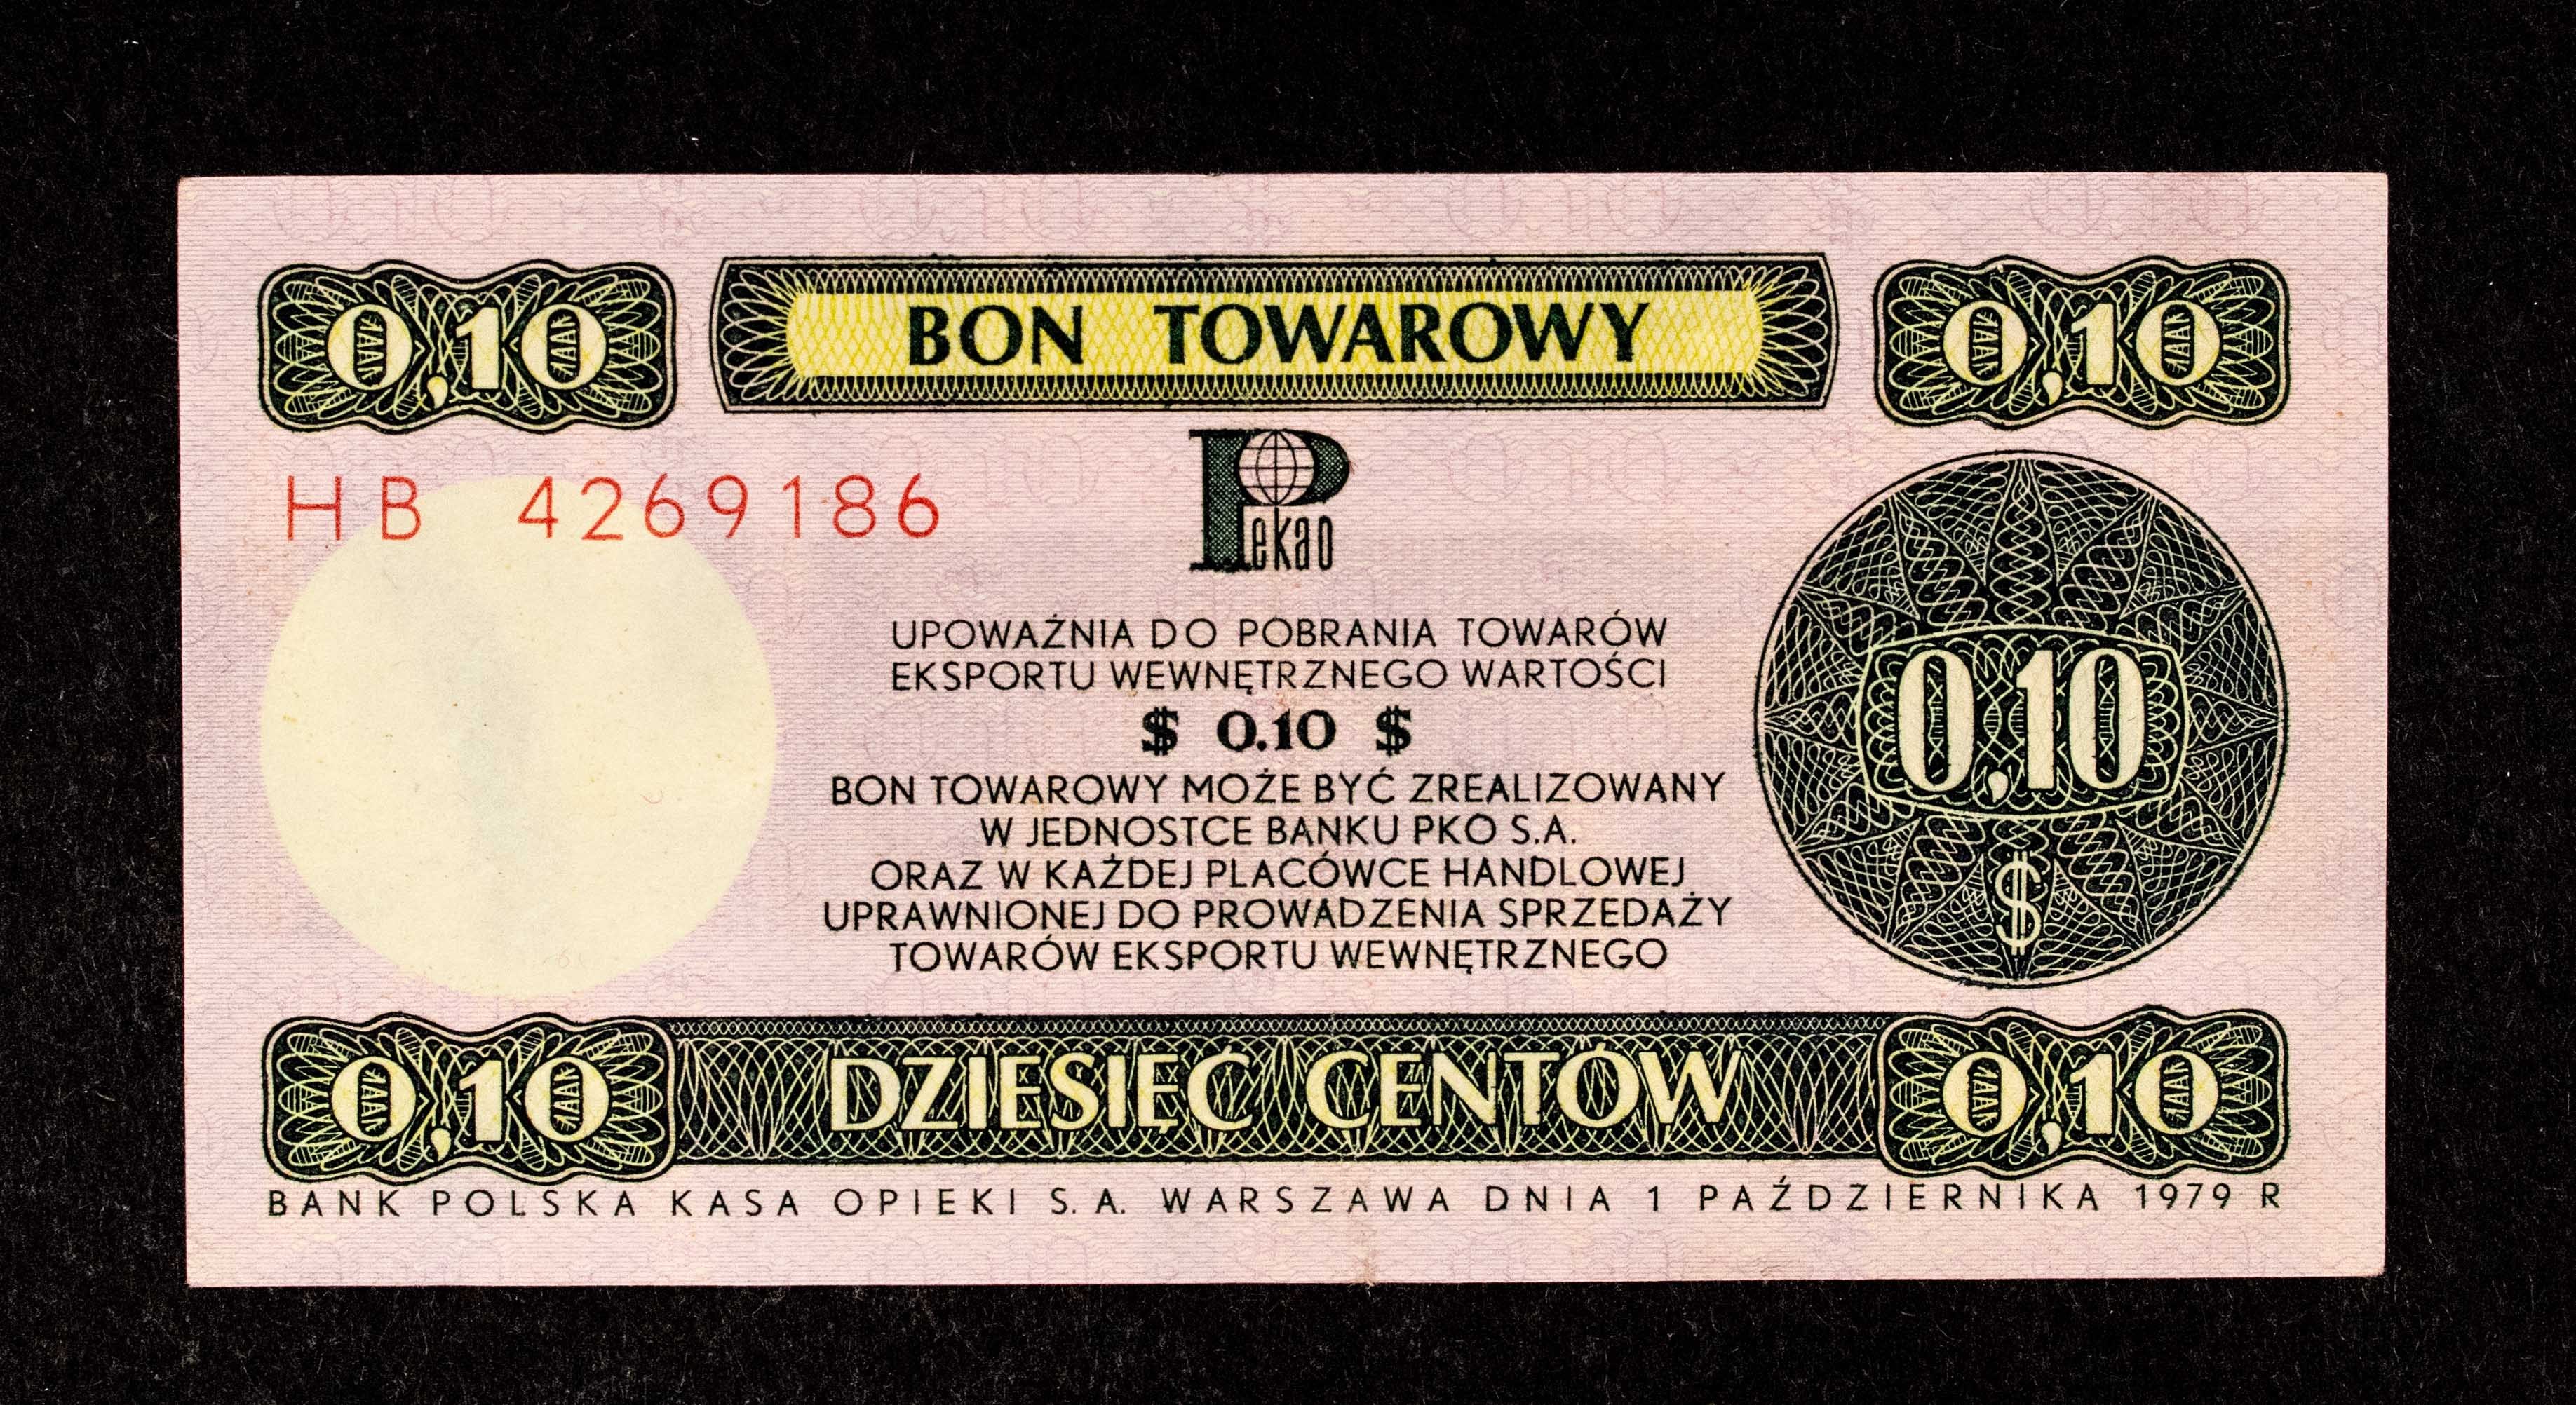 0,10 BON TOWAROWY 0,10
HB 4269186
Pekao
UPOWAŻNIA DO POBRANIA TOWARÓW
EKSPORTU WEWNĘTRZNEGO WARTOŚCI
$ 0.10 $
0,10
$
BON TOWAROWY MOŻE BYĆ ZREALIZOWANY
W JEDNOSTCE BANKU PKO S.A.
ORAZ W KAŻDEJ PLACÓWCE HANDLOWEJ
UPRAWNIONEJ DO PROWADZENIA SPRZEDAŻY
TOWARÓW EKSPORTU WEWNĘTRZNEGO
0,10 DZIESIĘĆ CENTÓW 0,10
BANK POLSKA KASA OPIEKI S.A. WARSZAWA DNIA 1 PAŹDZIERNIKA 1979 R